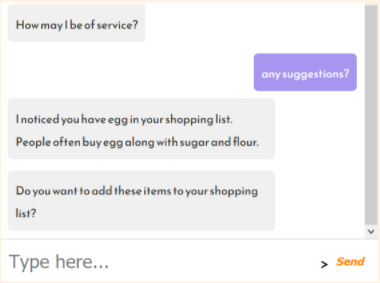 How may I be of service?
any suggestions?
I noticed you have egg in your shopping list.
People often buy egg along with sugar and flour.
Do you want to add these items to your shopping
list?
Type here... > Send